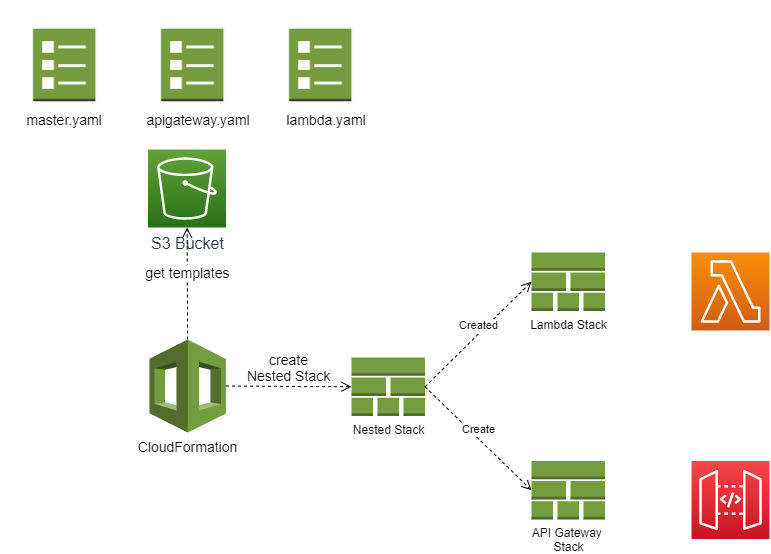 master.yaml
apigateway.yaml
lambda.yaml
S3 Bucket
get templates
Created
Lambda Stack
create
Nested Stack
Nested Stack
Create
CloudFormation
API Gateway
Stack